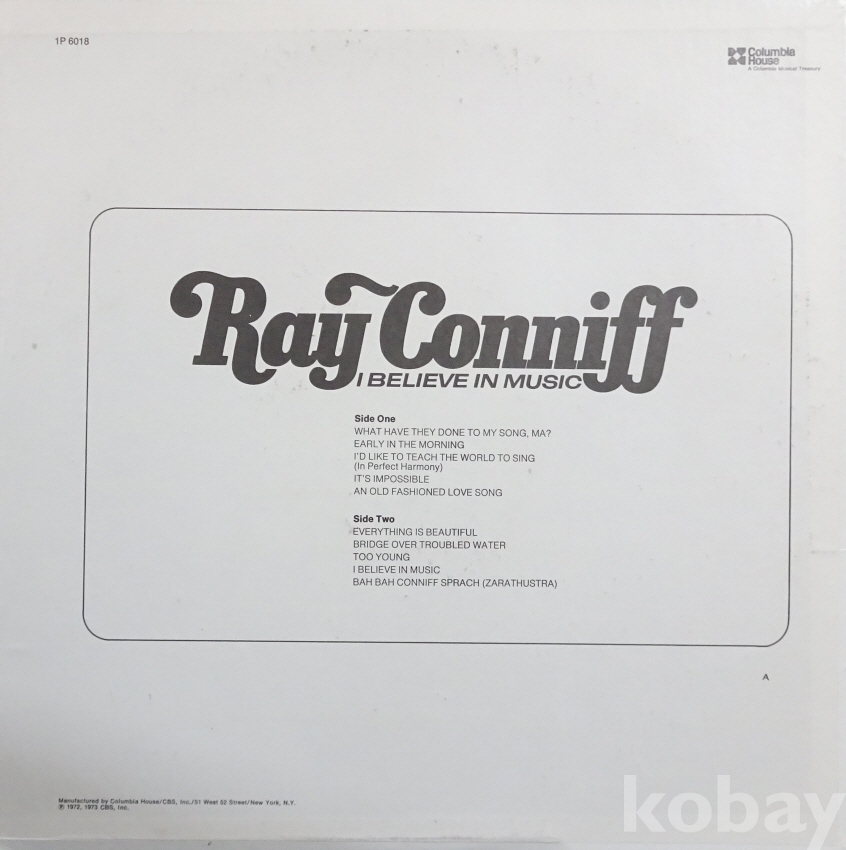 1P 6018
Columbia
House
A Columbia Musical Treasury
Ray Conniff
I BELIEVE IN MUSIC
Side One
WHAT HAVE THEY DONE TO MY SONG, MA?
EARLY IN THE MORNING
I'D LIKE TO TEACH THE WORLD TO SING
(In Perfect Harmony)
IT'S IMPOSSIBLE
AN OLD FASHIONED LOVE SONG
Side Two
EVERYTHING IS BEAUTIFUL
BRIDGE OVER TROUBLED WATER
TOO YOUNG
I BELIEVE IN MUSIC
BAH BAH CONNIFF SPRACH (ZARATHUSTRA)
A
Manufactured by Columbia House/CBS, Inc./51 West 52 Street/New York, N.Y.
℗ 1972, 1973 CBS, Inc.
kobay